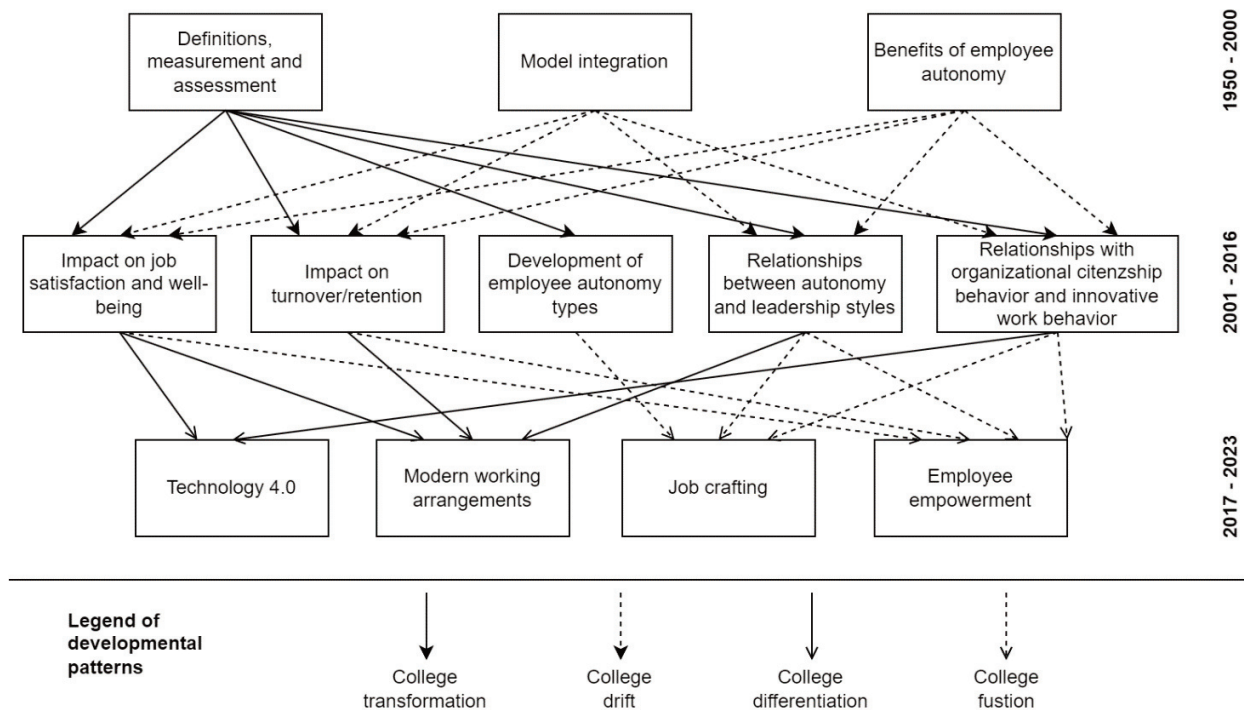 Definitions,
measurement and
assessment
Model integration
Benefits of employee
autonomy
1950 - 2000
Impact on job
satisfaction and well-
being
Impact on
turnover/retention
Development of
employee autonomy
types
Relationships
between autonomy
and leadership styles
Relationships with
organizational citenzship
behavior and innovative
work behavior
2001 - 2016
Technology 4.0
Modern working
arrangements
Job crafting
Employee
empowerment
2017 - 2023
Legend of
developmental
patterns
College
transformation
College
drift
College
differentiation
College
fustion